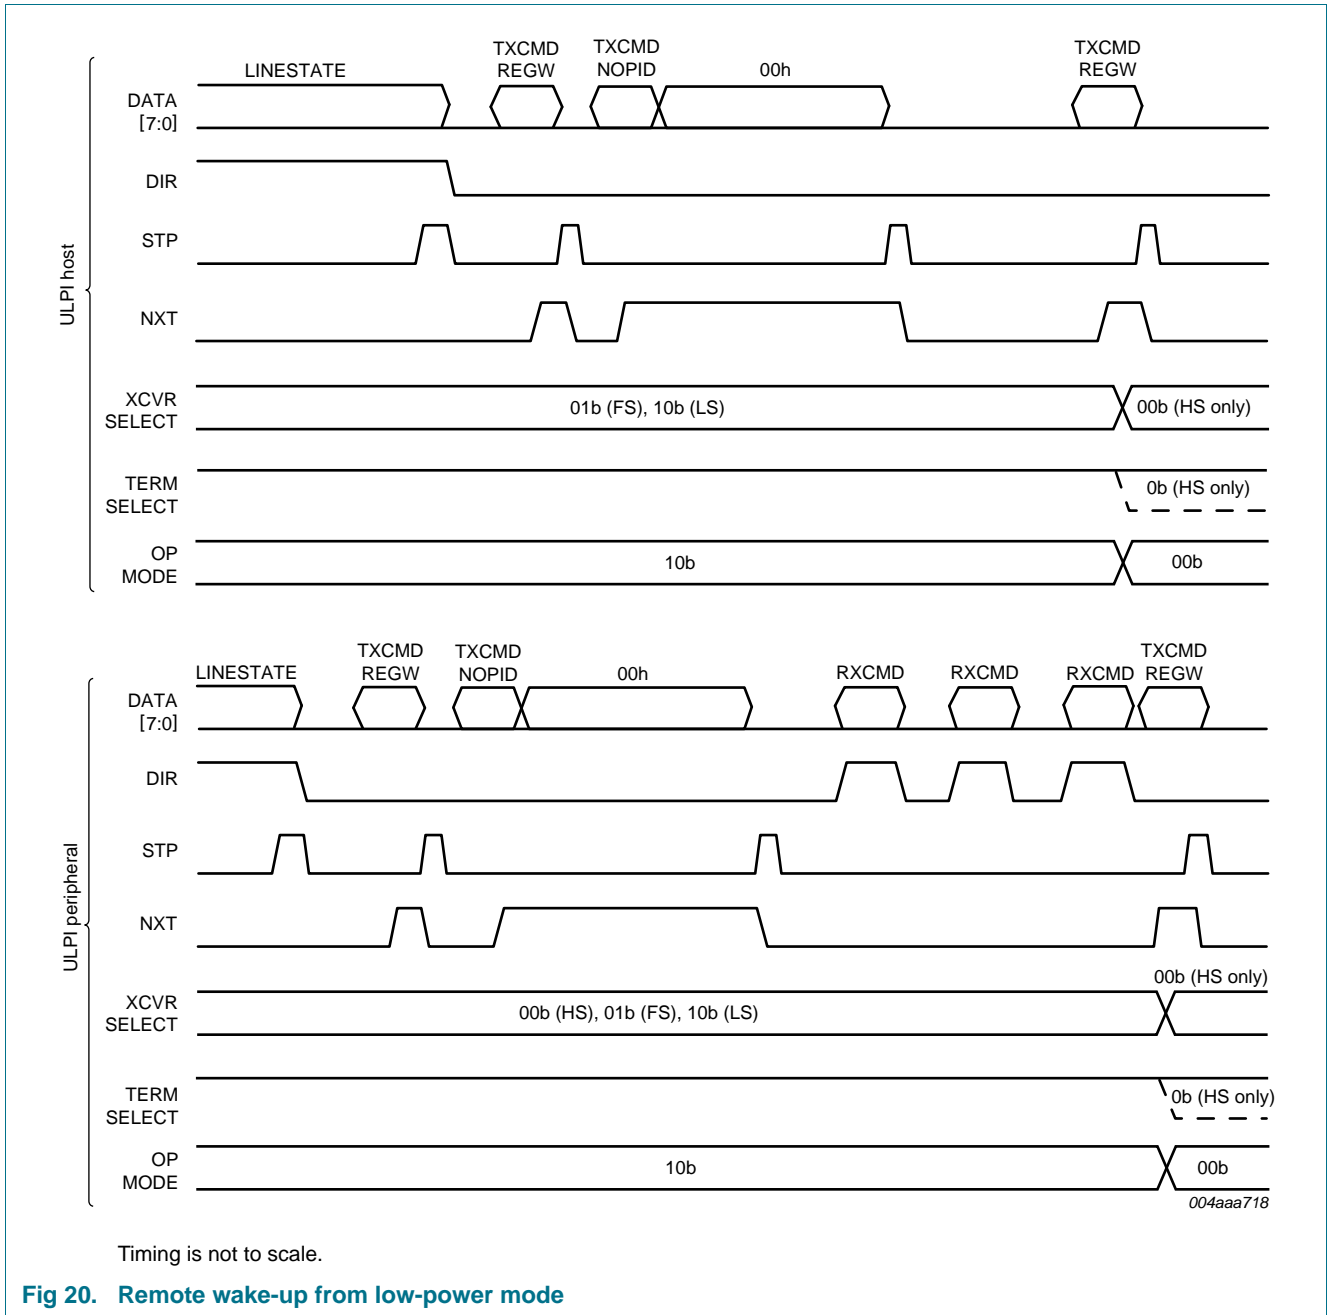 TXCMD TXCMD TXCMD
LINESTATE REGW NOPID 00h REGW
DATA
[7:0]
DIR
STP
ULPI host
NXT
XCVR
SELECT
01b (FS), 10b (LS) 00b (HS only)
TERM
SELECT
0b (HS only)
OP
MODE
10b 00b
TXCMD TXCMD TXCMD
LINESTATE REGW NOPID 00h RXCMD RXCMD RXCMD REGW
DATA
[7:0]
DIR
STP
ULPI peripheral
NXT
00b (HS only)
XCVR
SELECT
00b (HS), 01b (FS), 10b (LS)
TERM
SELECT
0b (HS only)
OP
MODE
10b 00b
004aaa718
Timing is not to scale.
Fig 20. Remote wake-up from low-power mode